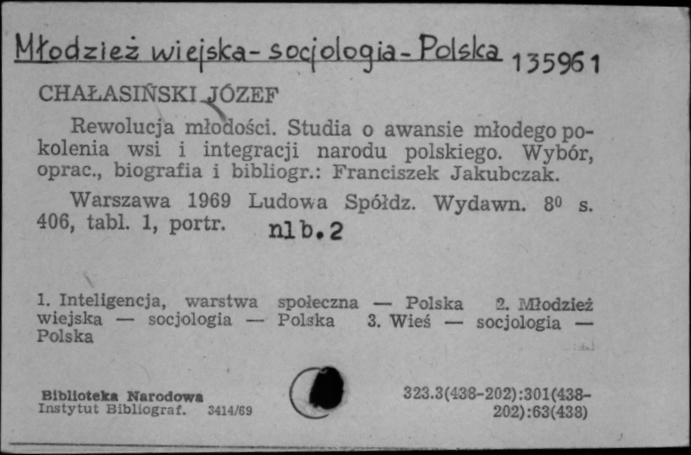 Młodzież wiejska - socjologia - Polska 135961
CHAŁASIŃSKI JÓZEF
Rewolucja młodości. Studia o awansie młodego po-
kolenia wsi i integracji narodu polskiego. Wybór,
oprac., biografia i bibliogr.: Franciszek Jakubczak.
Warszawa 1969 Ludowa Spółdz. Wydawn. 8⁰ s.
406, tabl. 1, portr. nlb.2
1. Inteligencja, warstwa społeczna — Polska 2. Młodzież
wiejska — socjologia — Polska 3. Wieś — socjologia —
Polska
Biblioteka Narodowa 323.3(438-202):301(438-
Instytut Bibliograf. 3414/69 202):63(438)